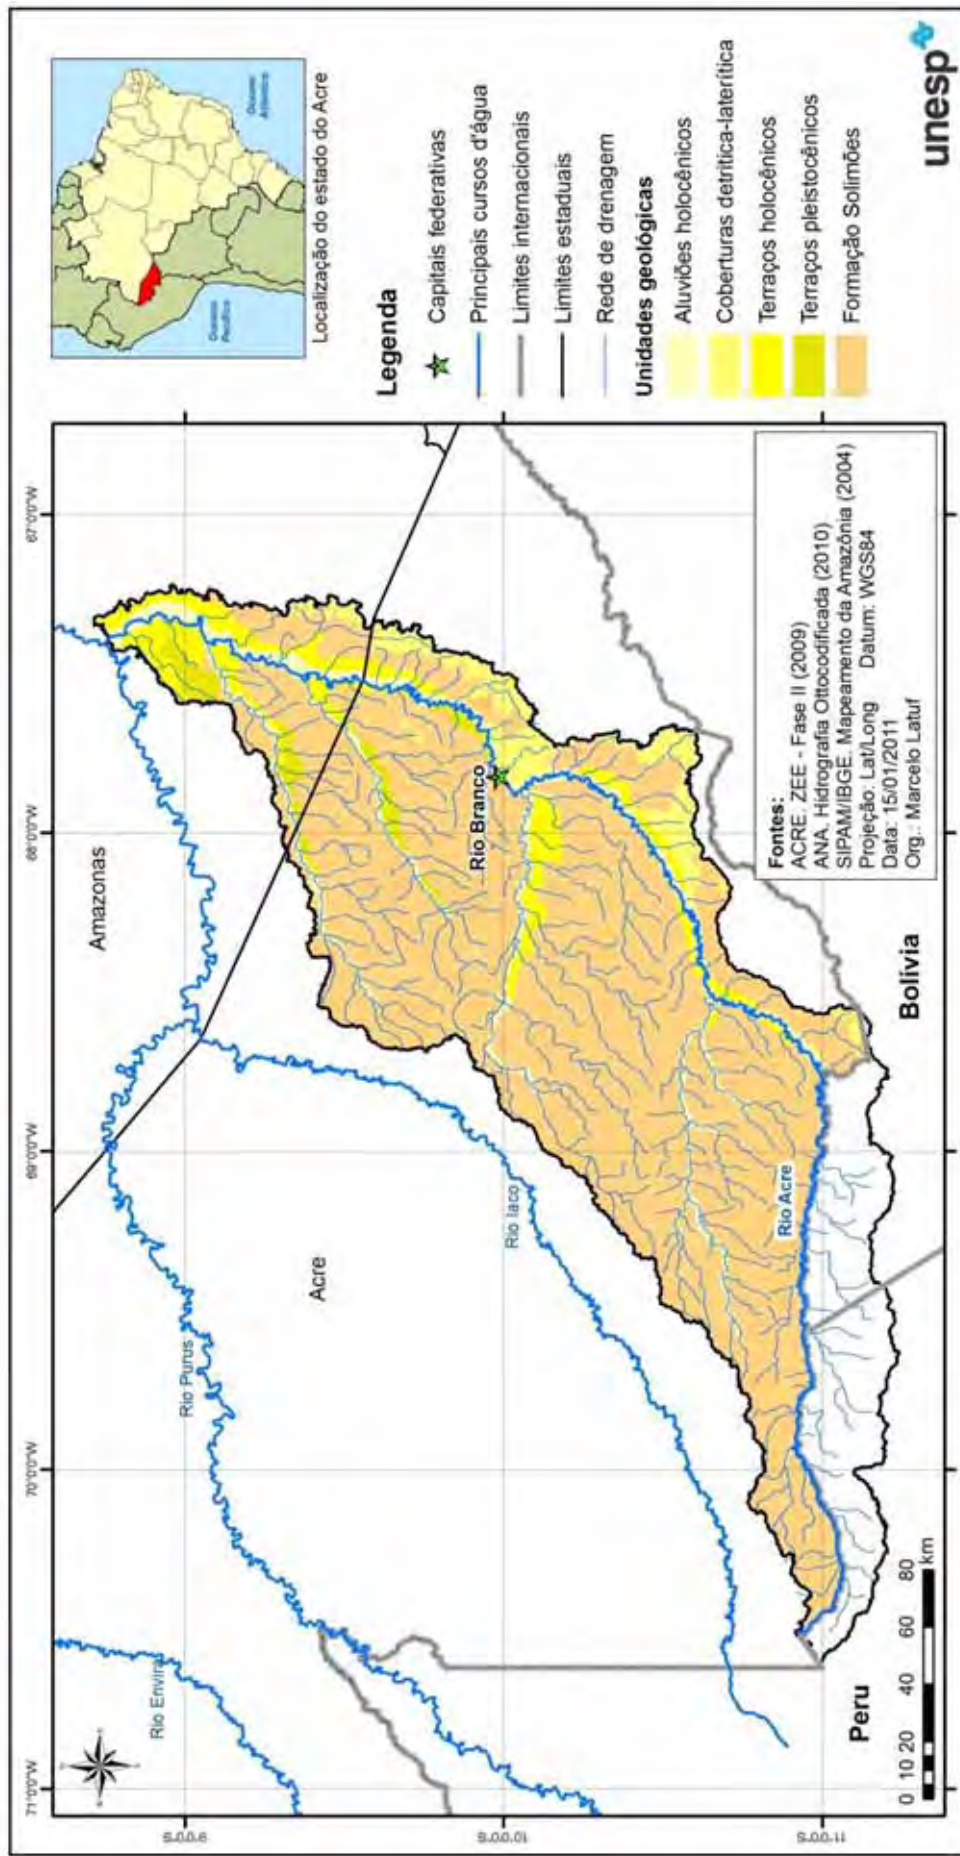 71°0'0"W
70°0'0"W
69°0'0"W
68°0'0"W
67°0'0"W
9°0'0"S
10°0'0"S
11°0'0"S
Rio Envira
Rio Purus
Amazonas
Acre
Rio Iaco
Rio Branco
Rio Acre
Peru
Bolívia
0 10 20 40 60 80
km
Fontes:
ACRE. ZEE - Fase II (2009)
ANA. Hidrografia Ottocodificada (2010)
SIPAM/IBGE. Mapeamento da Amazônia (2004)
Projeção: Lat/Long Datum: WGS84
Data: 15/01/2011
Org.: Marcelo Latuf
Oceano
Pacífico
Oceano
Atlântico
Localização do estado do Acre
Legenda
Capitais federativas
Principais cursos d'água
Limites internacionais
Limites estaduais
Rede de drenagem
Unidades geológicas
Aluviões holocênicos
Coberturas detrítica-laterítica
Terraços holocênicos
Terraços pleistocênicos
Formação Solimões
unesp